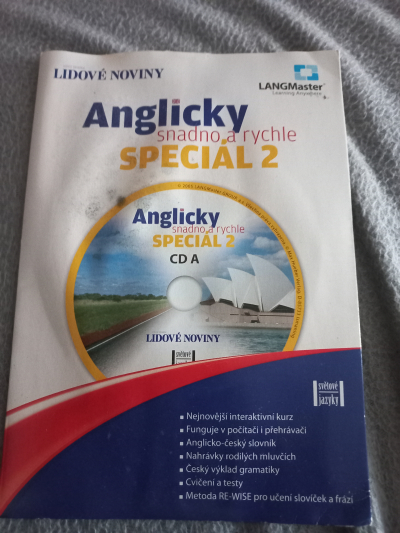 LIDOVÉ NOVINY
LANGMaster
Learning Anywhere
Anglicky
snadno a rychle
SPECIÁL 2
Anglicky
snadno a rychle
SPECIÁL 2
CD A
LIDOVÉ NOVINY
světové
světové
jazyky
▪ Nejnovější interaktivní kurz
▪ Funguje v počítači i přehrávači
▪ Anglicko-český slovník
▪ Nahrávky rodilých mluvčích
▪ Český výklad gramatiky
▪ Cvičení a testy
▪ Metoda RE-WISE pro učení slovíček a frází